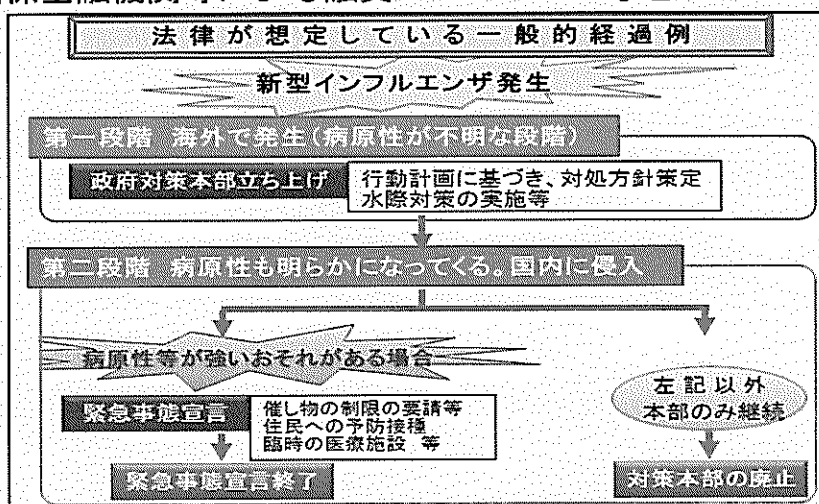 法律が想定している一般的経過例
新型インフルエンザ発生
第一段階 海外で発生(病原性が不明な段階)
政府対策本部立ち上げ
行動計画に基づき、対処方針策定
水際対策の実施等
第二段階 病原性も明らかになってくる。国内に侵入
病原性等が強いおそれがある場合
緊急事態宣言
催し物の制限の要請等
住民への予防接種
臨時の医療施設 等
緊急事態宣言終了
左記以外
本部のみ継続
対策本部の廃止